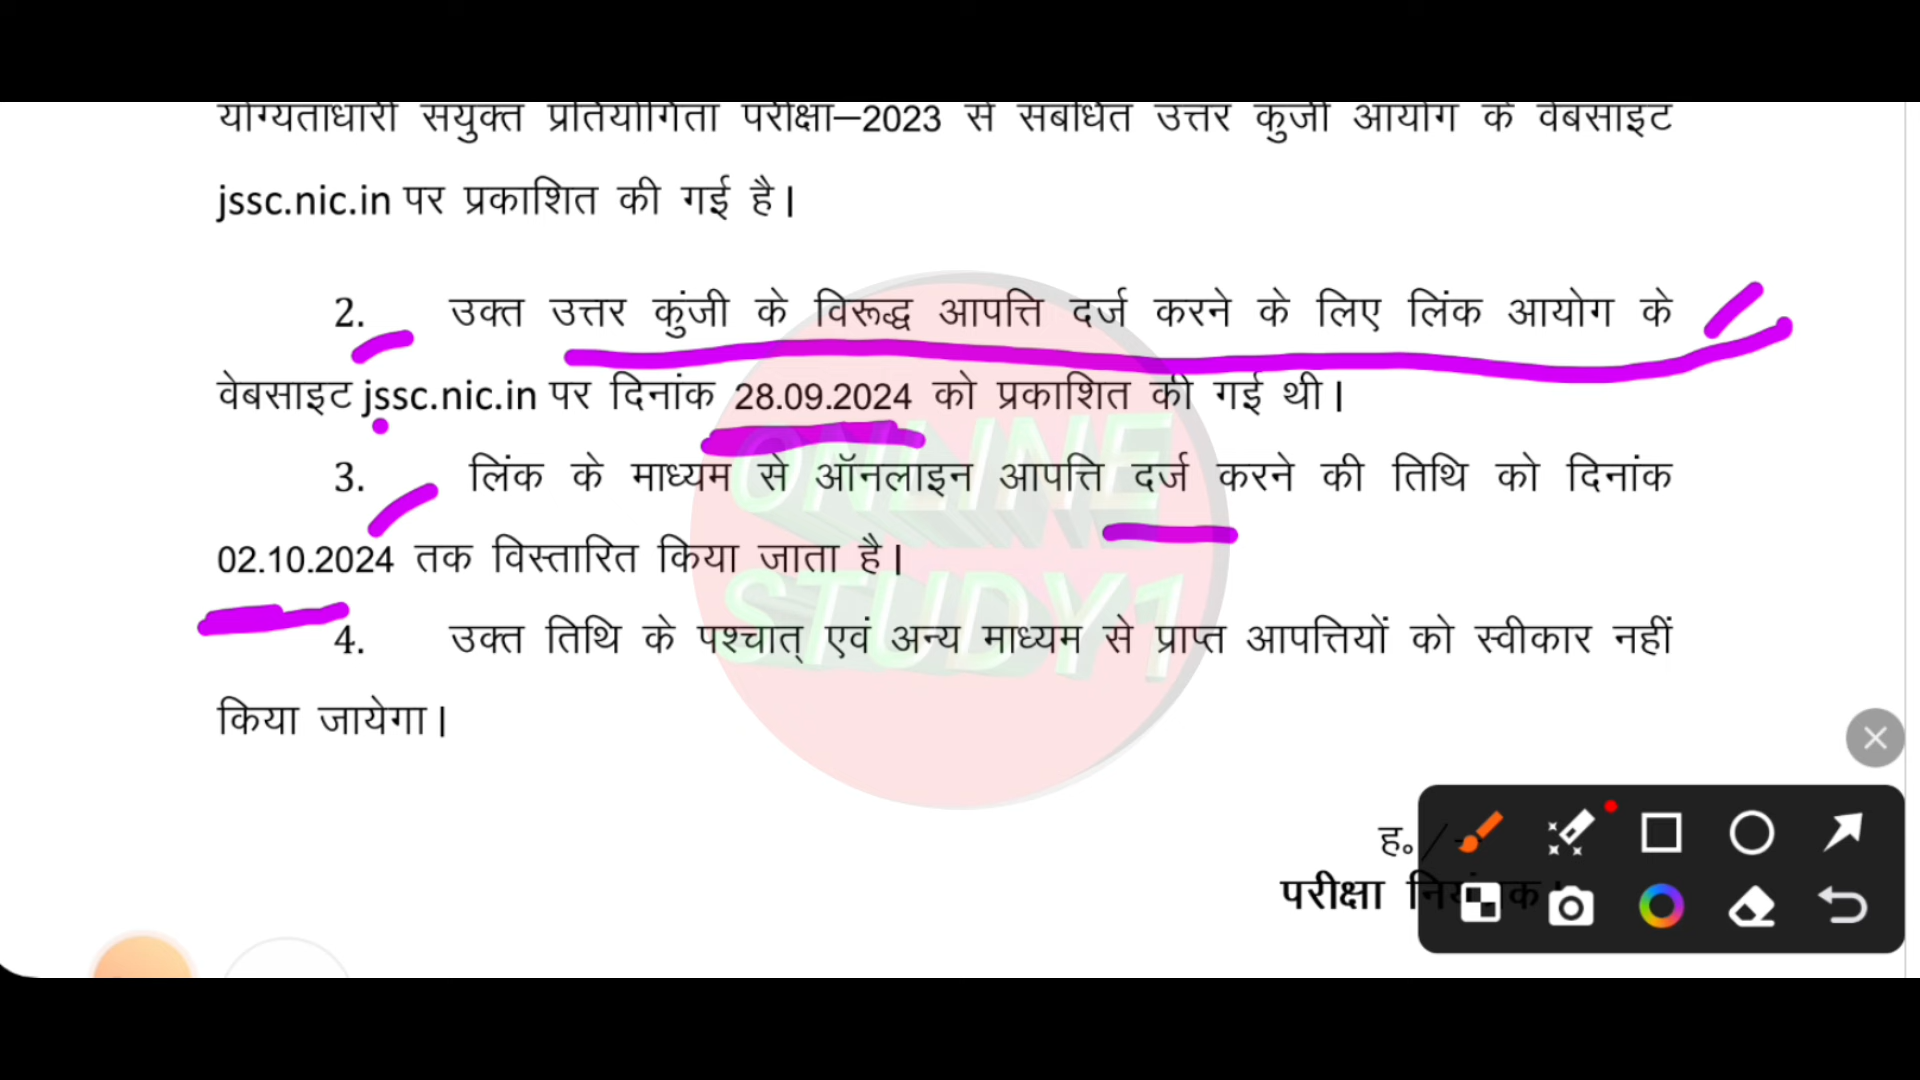 योग्यताधारी संयुक्त प्रतियोगिता परीक्षा–2023 से संबंधित उत्तर कुंजी आयोग के वेबसाइट
jssc.nic.in पर प्रकाशित की गई है।
2. उक्त उत्तर कुंजी के विरूद्ध आपत्ति दर्ज करने के लिए लिंक आयोग के
वेबसाइट jssc.nic.in पर दिनांक 28.09.2024 को प्रकाशित की गई थी।
3. लिंक के माध्यम से ऑनलाइन आपत्ति दर्ज करने की तिथि को दिनांक
02.10.2024 तक विस्तारित किया जाता है।
4. उक्त तिथि के पश्चात् एवं अन्य माध्यम से प्राप्त आपत्तियों को स्वीकार नहीं
किया जायेगा।
ONLINE
STUDY1
ह०/-
परीक्षा